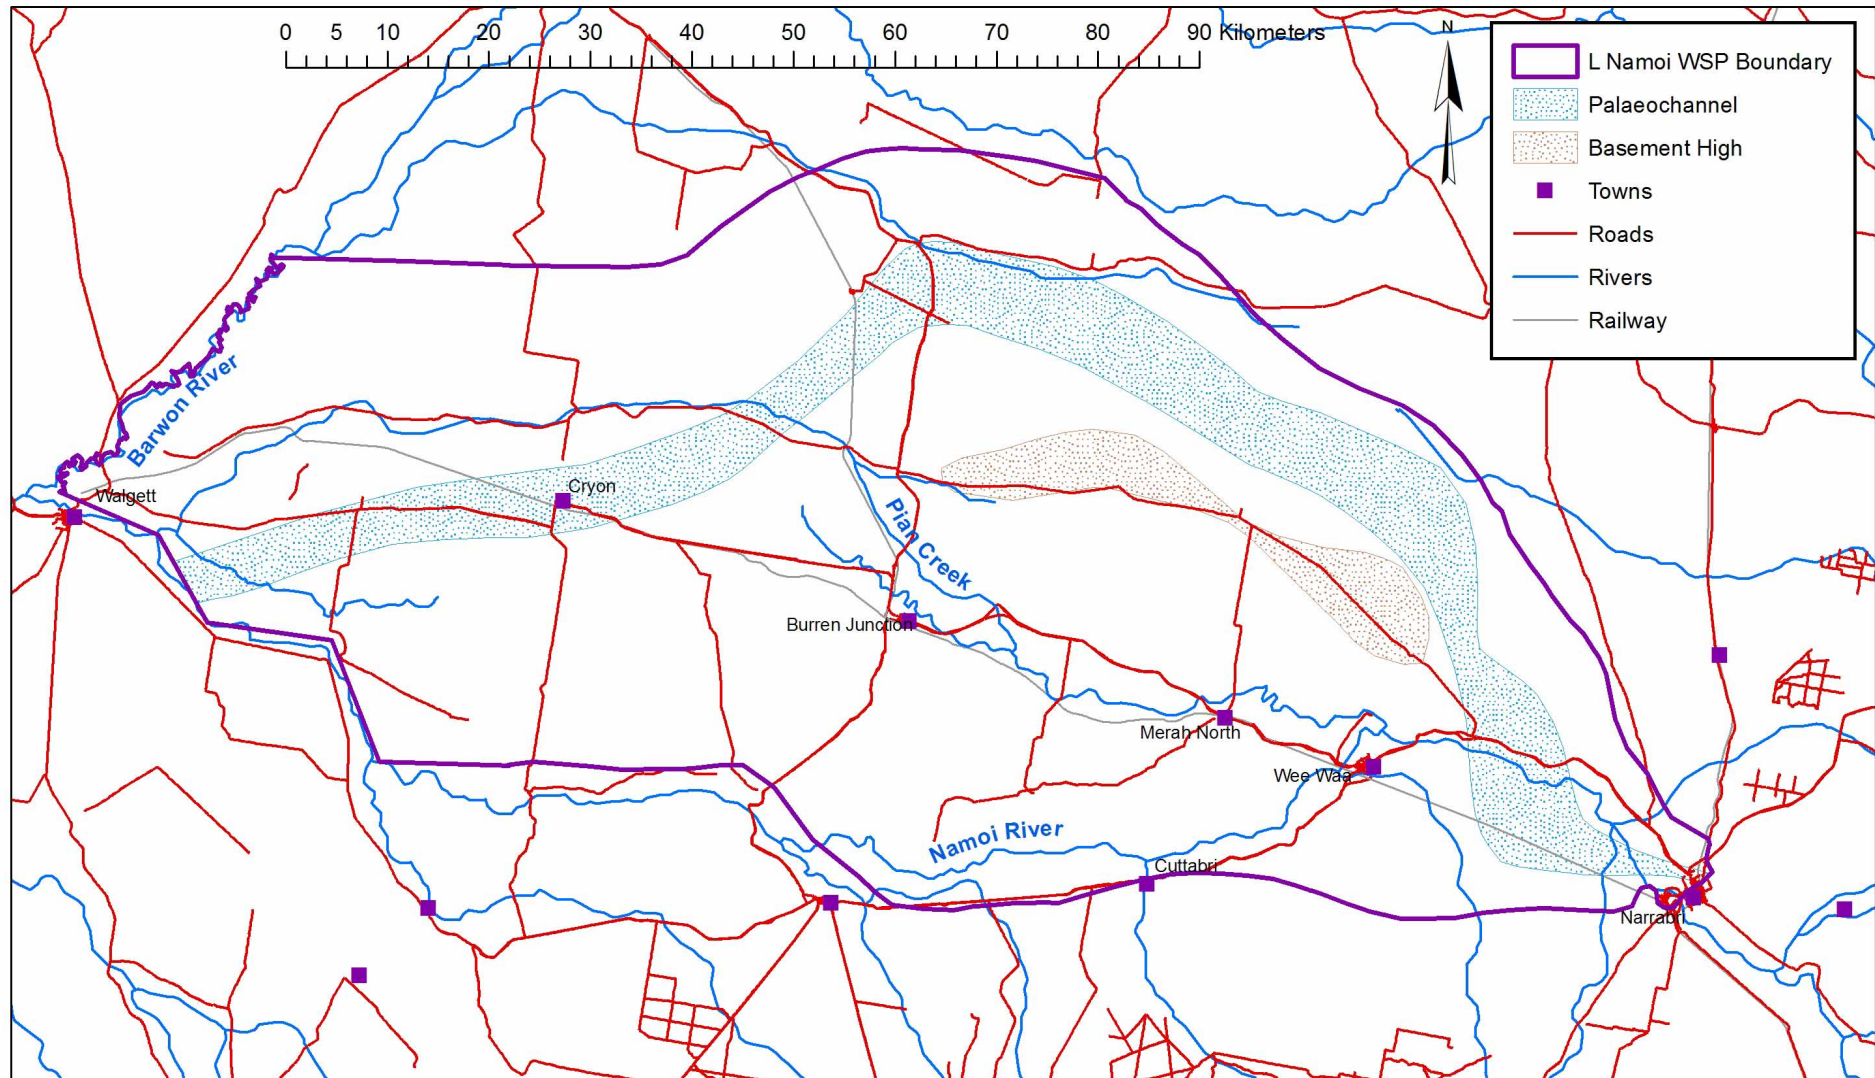 0 5 10 20 30 40 50 60 70 80 90 Kilometers
N
L Namoi WSP Boundary
Palaeochannel
Basement High
Towns
Roads
Rivers
Railway
Barwon River
Walgett
Cryon
Pian Creek
Burren Junction
Merah North
Wee Waa
Namoi River
Cuttabri
Narrabri